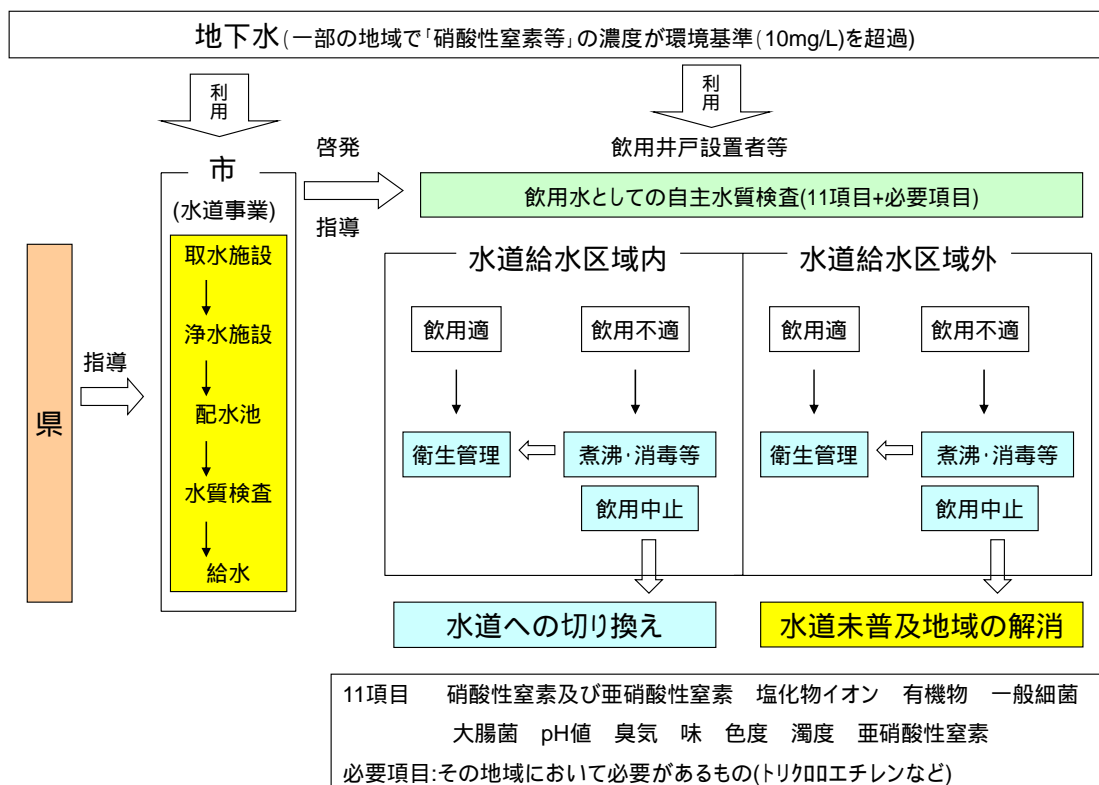 地下水(一部の地域で「硝酸性窒素等」の濃度が環境基準(10mg/L)を超過)
利用
利用
市
(水道事業)
取水施設
浄水施設
配水池
水質検査
給水
県
指導
啓発
指導
飲用井戸設置者等
飲用水としての自主水質検査(11項目+必要項目)
水道給水区域内
飲用適
飲用不適
衛生管理
煮沸・消毒等
飲用中止
水道への切り換え
水道給水区域外
飲用適
飲用不適
衛生管理
煮沸・消毒等
飲用中止
水道未普及地域の解消
11項目 硝酸性窒素及び亜硝酸性窒素 塩化物イオン 有機物 一般細菌
大腸菌 pH値 臭気 味 色度 濁度 亜硝酸性窒素
必要項目:その地域において必要があるもの(トリクロロエチレンなど)